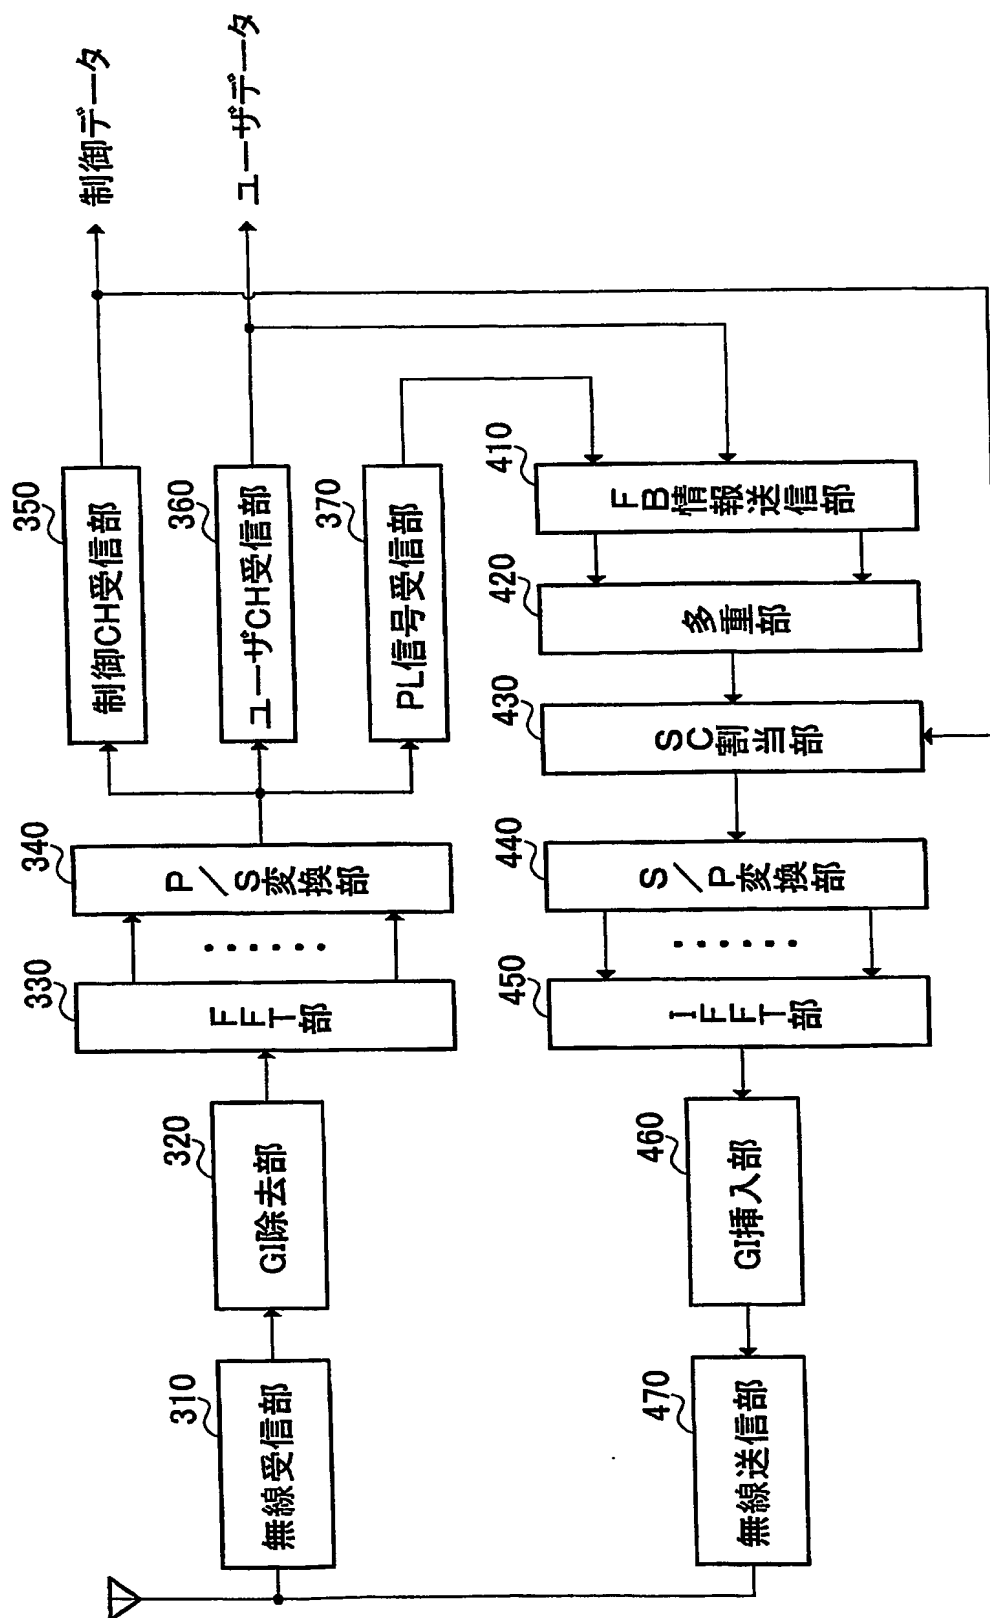 310
無線受信部
320
GI除去部
330
FFT部
340
P/S変換部
350
制御CH受信部
360
ユーザCH受信部
370
PL信号受信部
制御データ
ユーザデータ
410
FB情報送信部
420
多重部
430
SC割当部
440
S/P変換部
450
IFFT部
460
GI挿入部
470
無線送信部